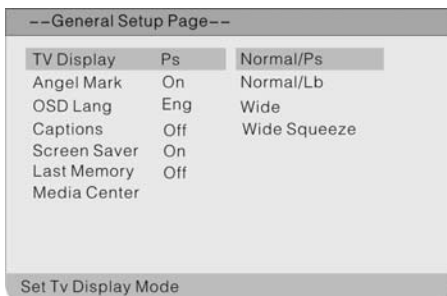 --General Setup Page--
TV Display Ps Normal/Ps
Angel Mark On Normal/Lb
OSD Lang Eng Wide
Captions Off Wide Squeeze
Screen Saver On
Last Memory Off
Media Center
Set Tv Display Mode